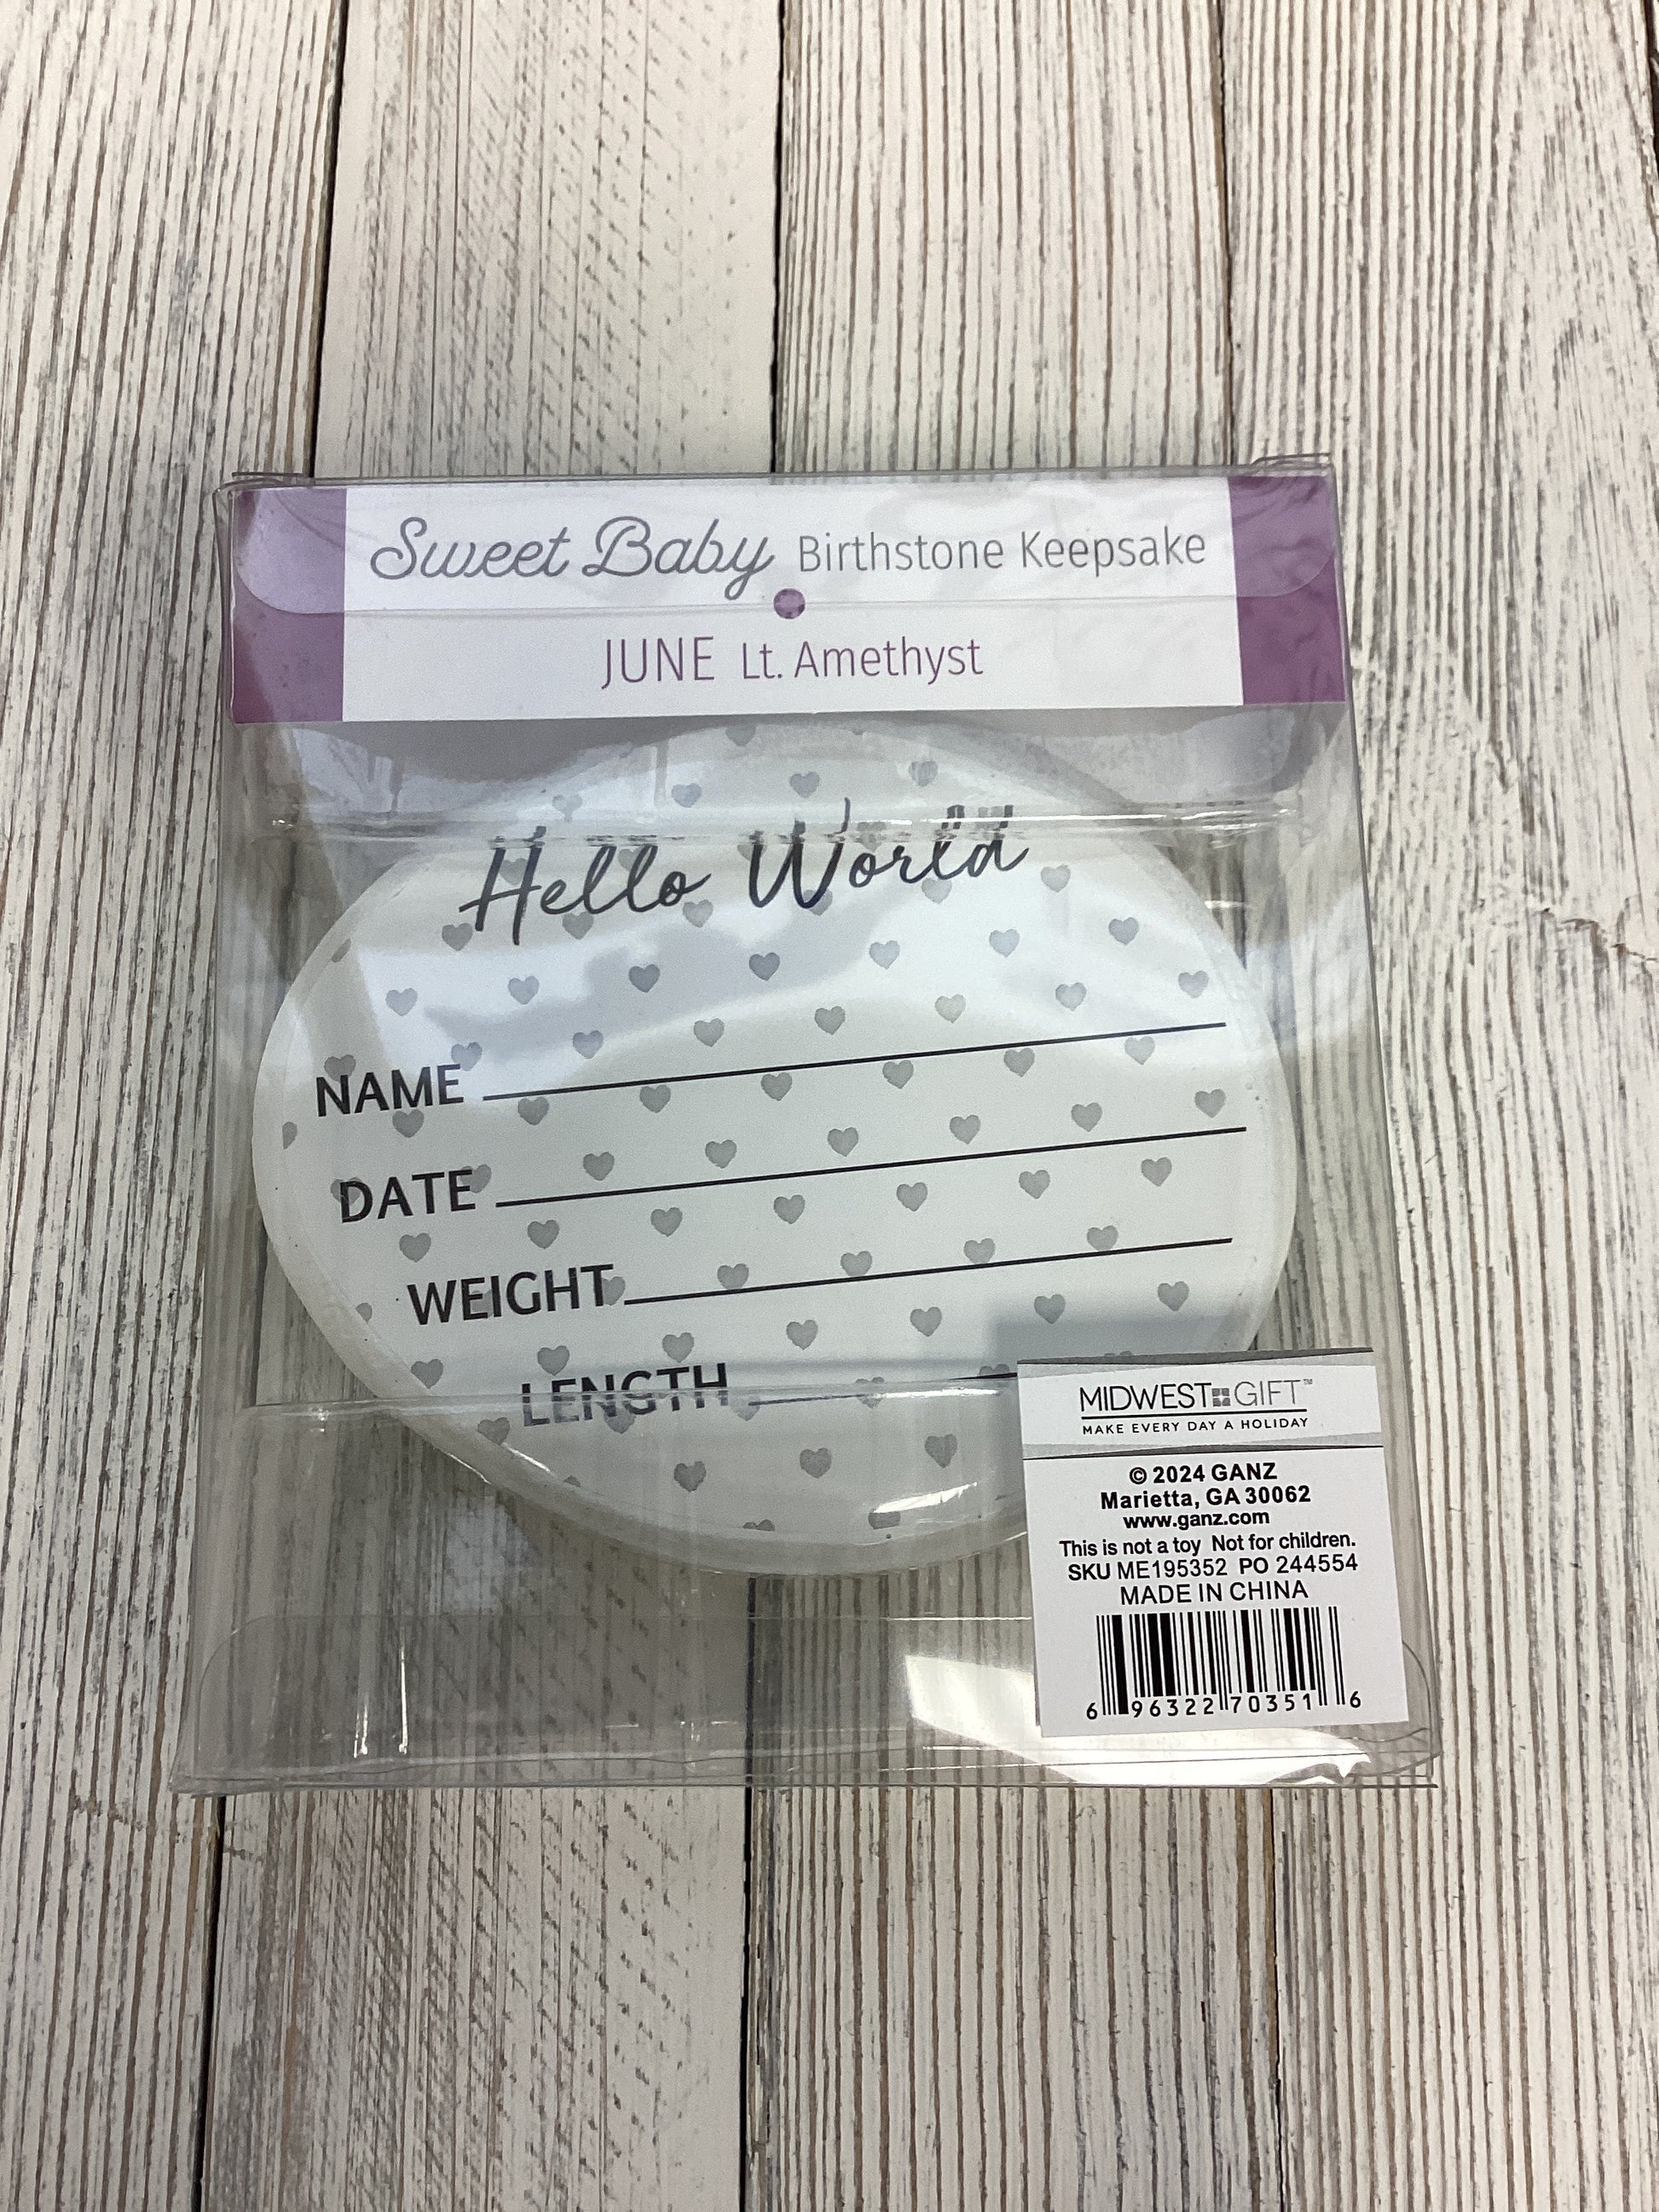 Sweet Baby Birthstone Keepsake
JUNE Lt. Amethyst
Hello World
NAME
DATE
WEIGHT
LENGTH
MIDWEST GIFT™
MAKE EVERY DAY A HOLIDAY
© 2024 GANZ
Marietta, GA 30062
www.ganz.com
This is not a toy Not for children.
SKU ME195352 PO 244554
MADE IN CHINA
6 96322 70351 6